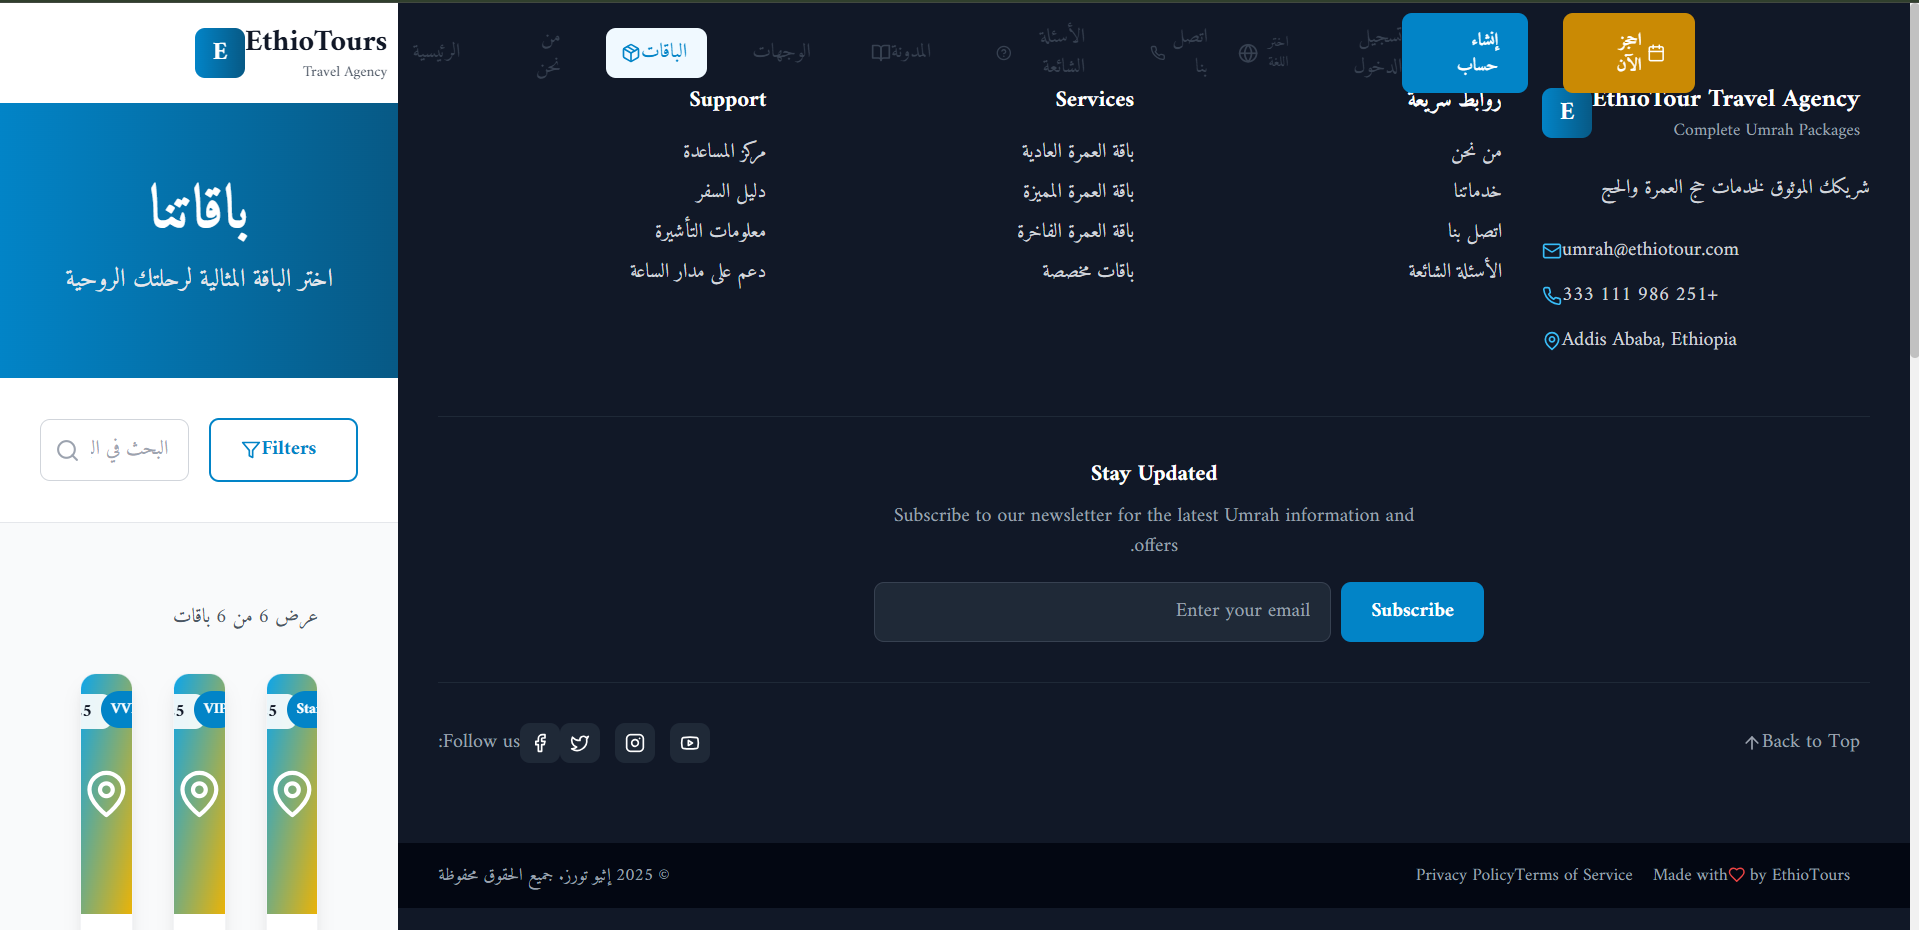 E
EthioTours
Travel Agency
الرئيسية
من نحن
الباقات
الوجهات
المدونة
الأسئلة الشائعة
اتصل بنا
اختر اللغة
تسجيل الدخول
إنشاء حساب
احجز الآن
باقاتنا
اختر الباقة المثالية لرحلتك الروحية
البحث في ال
Filters
عرض 6 من 6 باقات
Sta
5
VIP
5
VV
.5
E
EthioTour Travel Agency
Complete Umrah Packages
شريكك الموثوق لخدمات حج العمرة والحج
umrah@ethiotour.com
333 111 986 251+
Addis Ababa, Ethiopia
روابط سريعة
من نحن
خدماتنا
اتصل بنا
الأسئلة الشائعة
Services
باقة العمرة العادية
باقة العمرة المميزة
باقة العمرة الفاخرة
باقات مخصصة
Support
مركز المساعدة
دليل السفر
معلومات التأشيرة
دعم على مدار الساعة
Stay Updated
Subscribe to our newsletter for the latest Umrah information and
.offers
Enter your email
Subscribe
:Follow us
Back to Top
© 2025 إثيو تورز. جميع الحقوق محفوظة
Privacy Policy
Terms of Service
Made with by EthioTours